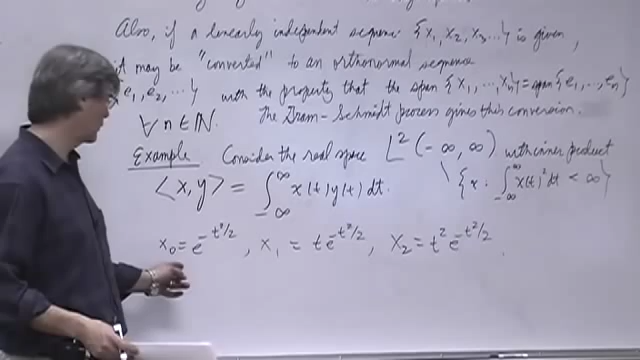 Also, if a linearly independent sequence {x₁, x₂, x₃...} is given,
it may be "converted" to an orthonormal sequence
e₁, e₂, ...} with the property that the span {x₁, ..., xₙ} = span{e₁, ..., eₙ}
∀ n ∈ ℕ. The Gram-Schmidt process gives this conversion.
Example Consider the real space L²(-∞, ∞) with inner product
⟨x, y⟩ = ∫_{-∞}^{∞} x(t)y(t)dt. \ {x : ∫_{-∞}^{∞} x(t)² dt < ∞}
x₀ = e^{-t²/2}, x₁ = te^{-t²/2}, x₂ = t² e^{-t²/2},